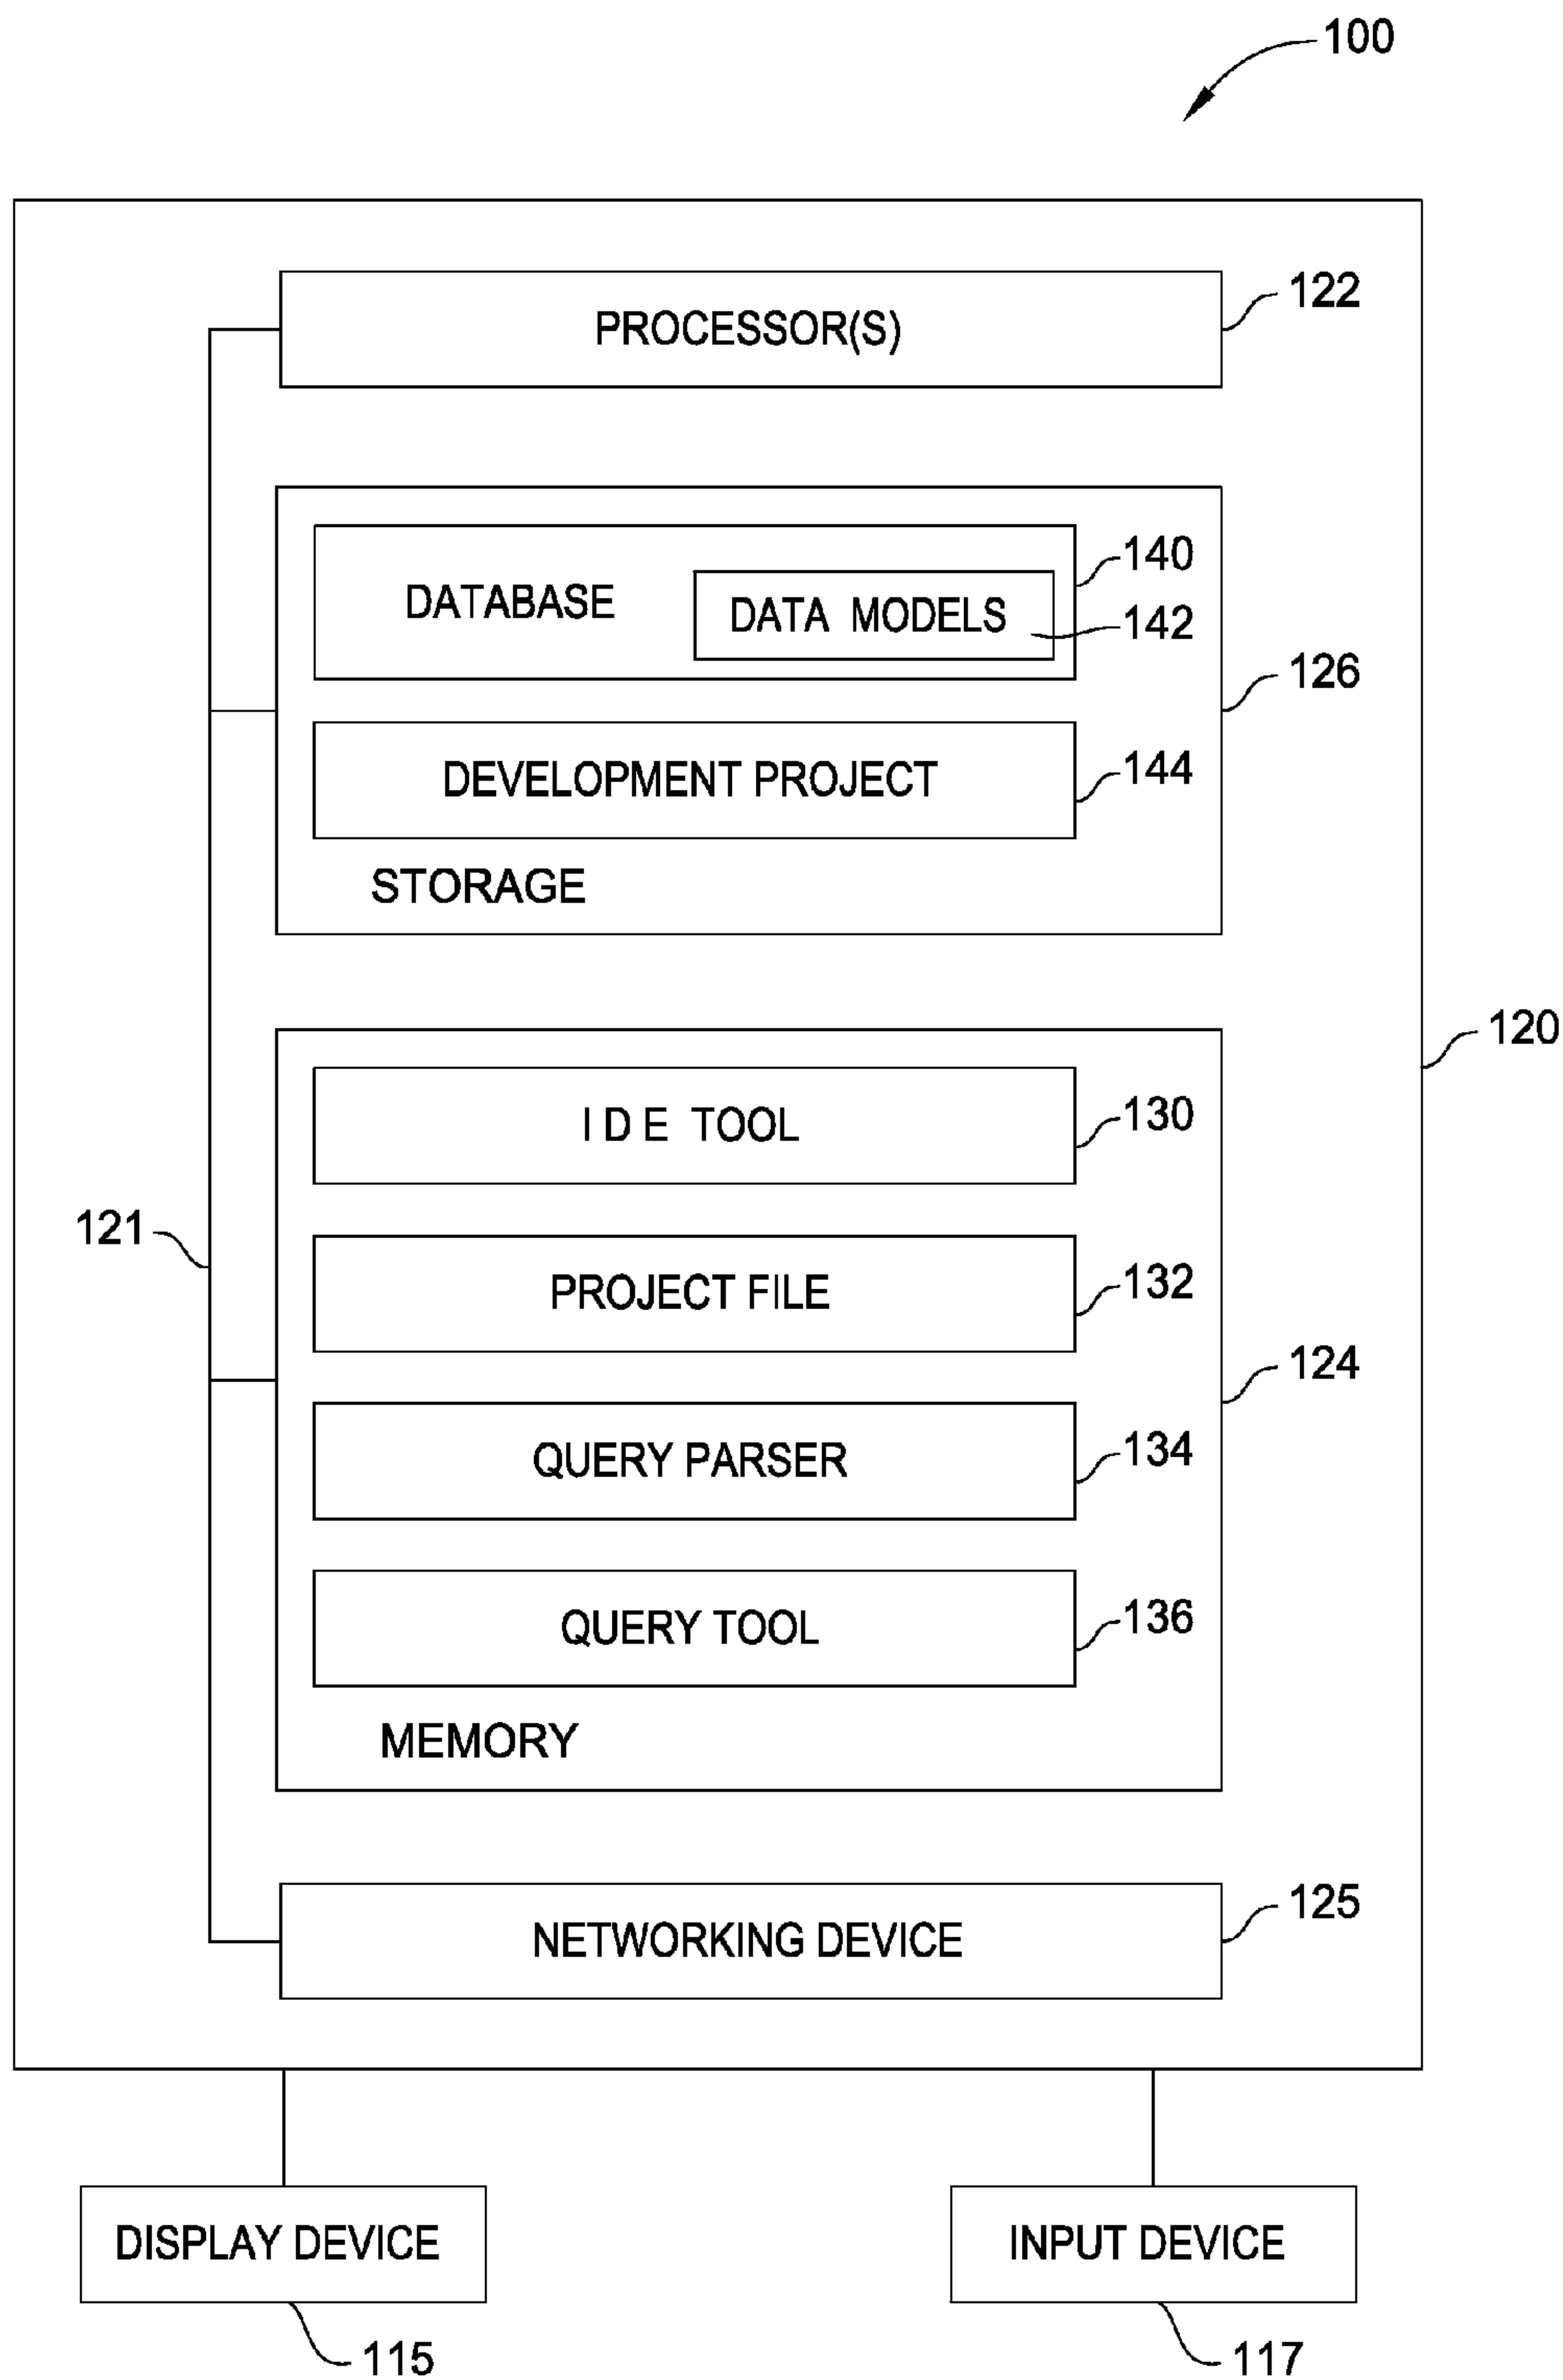 100
PROCESSOR(S)
122
DATABASE
DATA MODELS
140
142
126
DEVELOPMENT PROJECT
144
STORAGE
120
I D E TOOL
130
121
PROJECT FILE
132
124
QUERY PARSER
134
QUERY TOOL
136
MEMORY
NETWORKING DEVICE
125
DISPLAY DEVICE
INPUT DEVICE
115
117